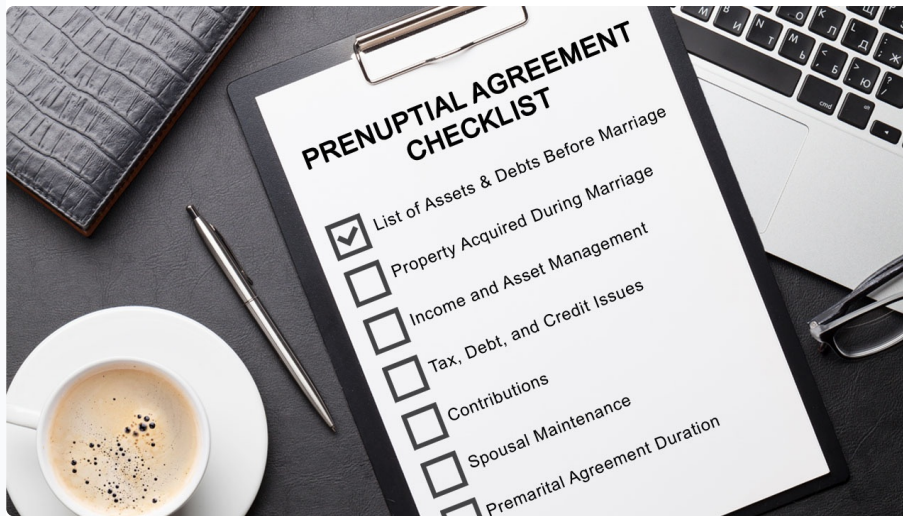 PRENUPTIAL AGREEMENT
CHECKLIST
List of Assets & Debts Before Marriage
Property Acquired During Marriage
Income and Asset Management
Tax, Debt, and Credit Issues
Contributions
Spousal Maintenance
Premarital Agreement Duration
cmd